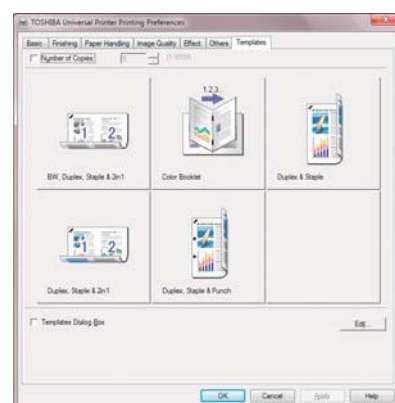 TOSHIBA Universal Printer Printing Preferences
Basic Finishing Paper Handling Image Quality Effect Others Templates
Number of Copies: 1
1 2
BW, Duplex, Staple & 2in1
1.2.3...
Color Booklet
Duplex & Staple
1 2
Duplex, Staple & 2in1
Duplex, Staple & Punch
Templates Dialog Box
Edit...
OK Cancel Apply Help